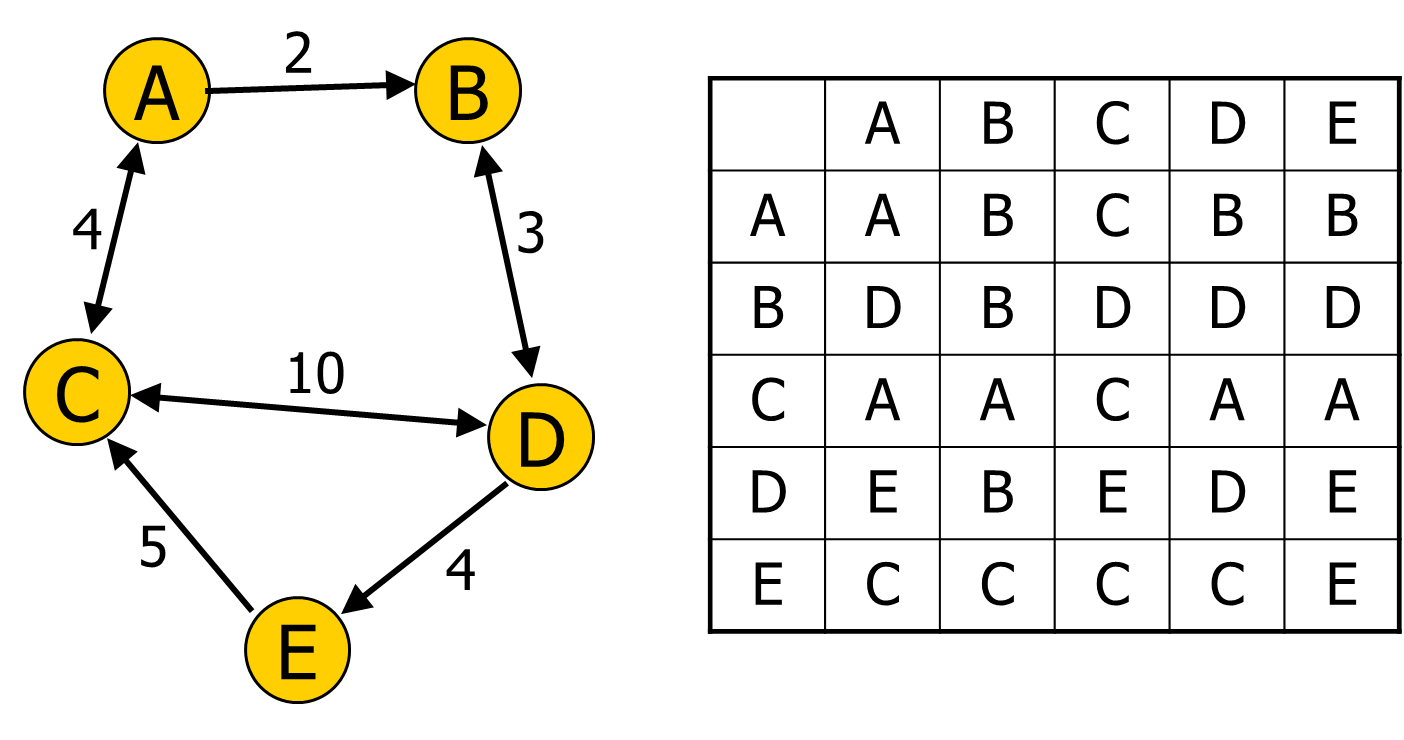 2
A B
4
3
10
C
D
5
4
E
A B C D E
A A B C B B
B D B D D D
C A A C A A
D E B E D E
E C C C C E